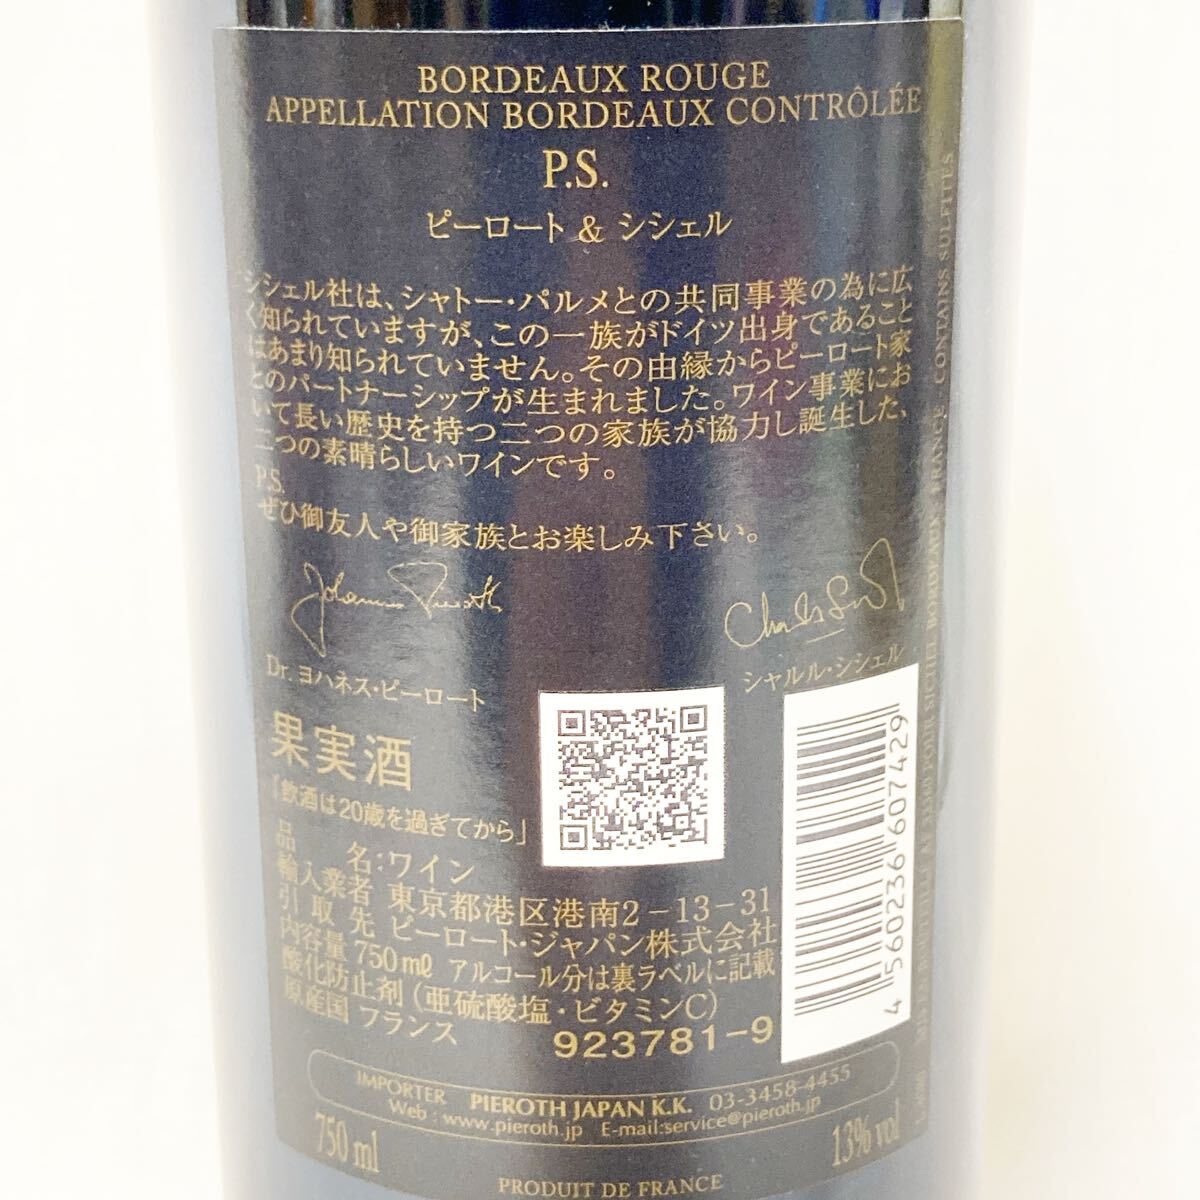 BORDEAUX ROUGE
APPELLATION BORDEAUX CONTRÔLÉE
P.S.
ピーロート & シシェル
シシェル社は、シャトー・パルメとの共同事業の為に広
く知られていますが、この一族がドイツ出身であること
はあまり知られていません。その由縁からピーロート家
とのパートナーシップが生まれました。ワイン事業にお
いて長い歴史を持つ二つの家族が協力し誕生した、
二つの素晴らしいワインです。
P.S.
ぜひ御友人や御家族とお楽しみ下さい。
Dr. ヨハネス・ピーロート
シャルル・シシェル
果実酒
「飲酒は20歳を過ぎてから」
品 名:ワイン
輸入業者 東京都港区港南2-13-31
引取先 ピーロート・ジャパン株式会社
内容量 750mℓ アルコール分は裏ラベルに記載
酸化防止剤(亜硫酸塩・ビタミンC)
原産国 フランス
923781-9
4 560236 607429
IMPORTER PIEROTH JAPAN K.K. 03-3458-4455
Web : www.pieroth.jp E-mail:service@pieroth.jp
750 ml
13% vol
PRODUIT DE FRANCE
POUR SICHEL BORDEAUX FRANCE CONTAINS SULFITES